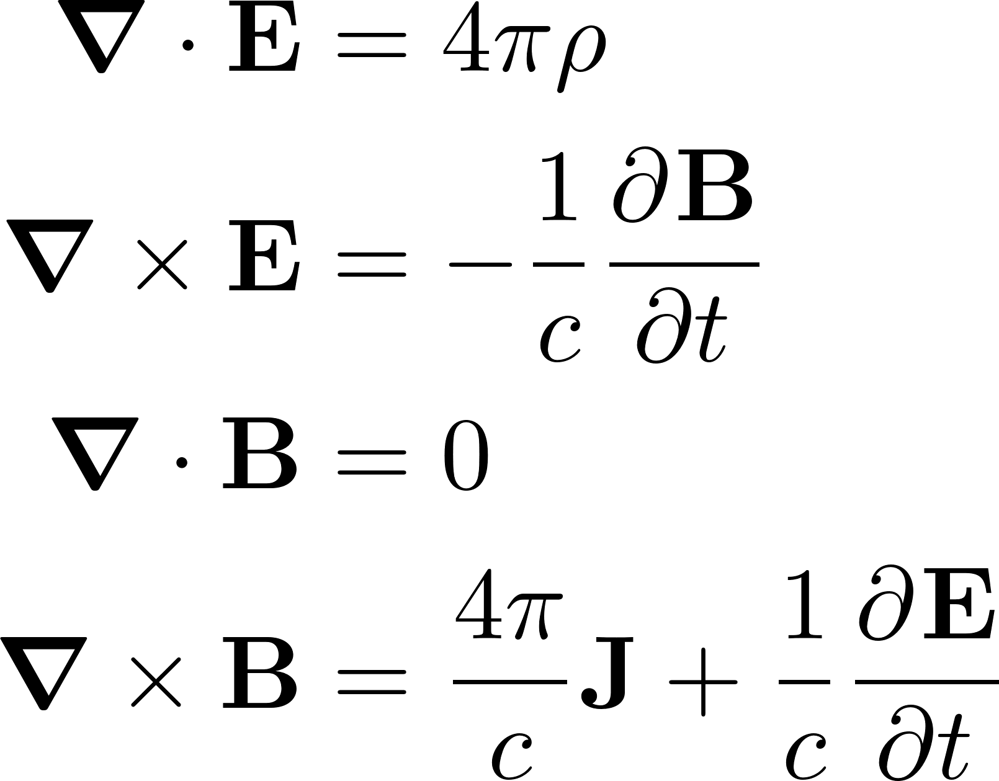 ∇ · E = 4πρ
∇ × E = −(1/c) ∂B/∂t
∇ · B = 0
∇ × B = (4π/c) J + (1/c) ∂E/∂t